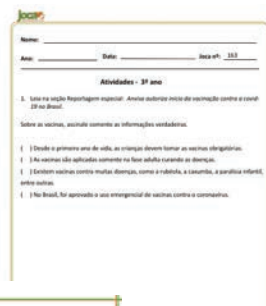 joca
Nome:
Ano: Data: Joca nº: 163
Atividades - 3º ano
1. Leia na seção Reportagem especial: Anvisa autoriza início da vacinação contra a covid-
19 no Brasil.
Sobre as vacinas, assinale somente as informações verdadeiras.
( ) Desde o primeiro ano de vida, as crianças devem tomar as vacinas obrigatórias.
( ) As vacinas são aplicadas somente na fase adulta curando as doenças.
( ) Existem vacinas contra muitas doenças, como a rubéola, a caxumba, a paralisia infantil,
entre outras.
( ) No Brasil, foi aprovado o uso emergencial de vacinas contra o coronavírus.